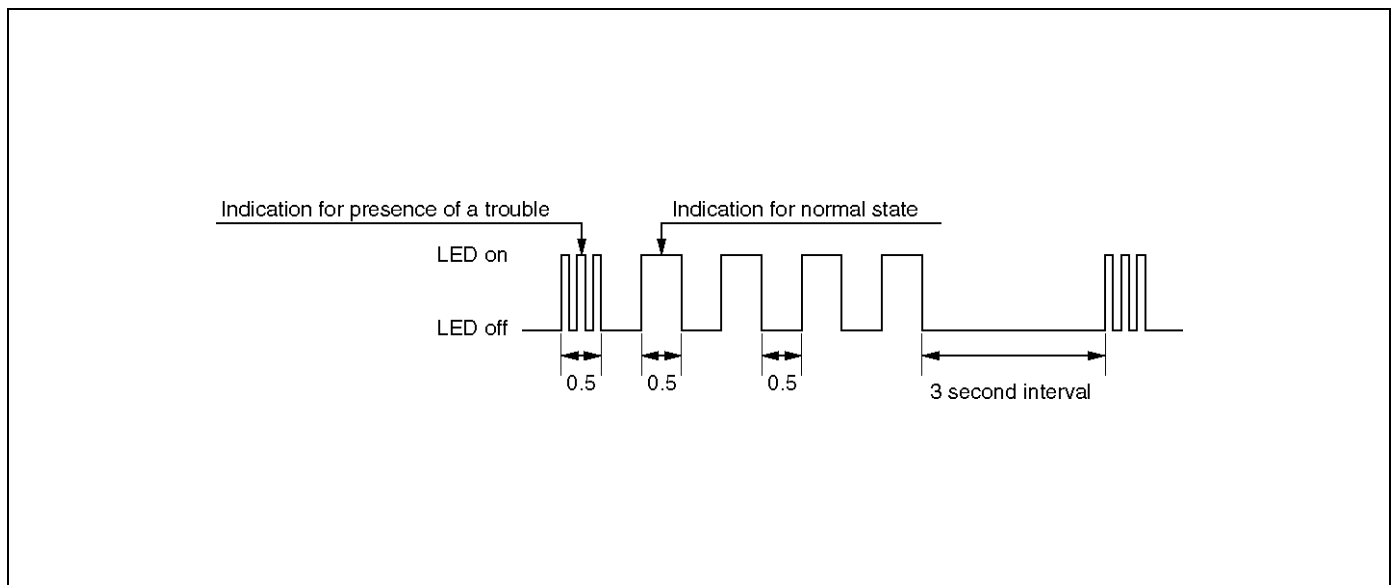 Indication for presence of a trouble
Indication for normal state
LED on
LED off
0.5
0.5
0.5
3 second interval